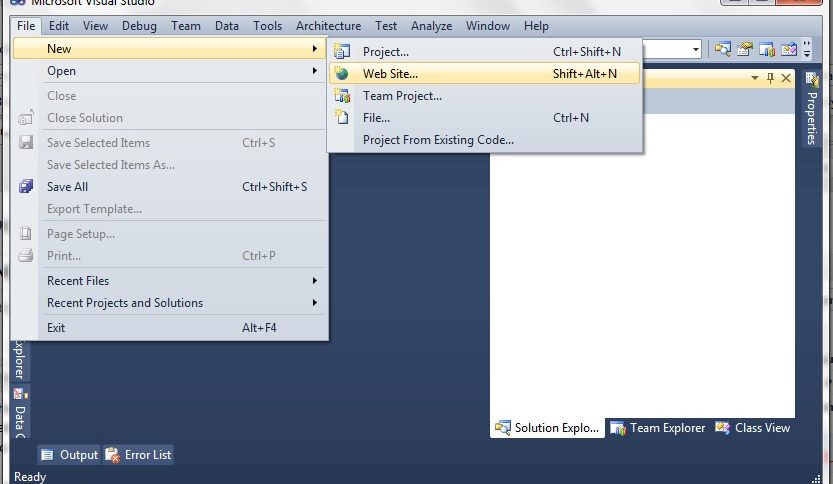 Microsoft Visual Studio
File Edit View Debug Team Data Tools Architecture Test Analyze Window Help
New
Project... Ctrl+Shift+N
Web Site... Shift+Alt+N
Team Project...
File... Ctrl+N
Project From Existing Code...
Open
Close
Close Solution
Save Selected Items Ctrl+S
Save Selected Items As...
Save All Ctrl+Shift+S
Export Template...
Page Setup...
Print... Ctrl+P
Recent Files
Recent Projects and Solutions
Exit Alt+F4
Properties
Explorer
Data
Solution Explo... Team Explorer Class View
Output Error List
Ready